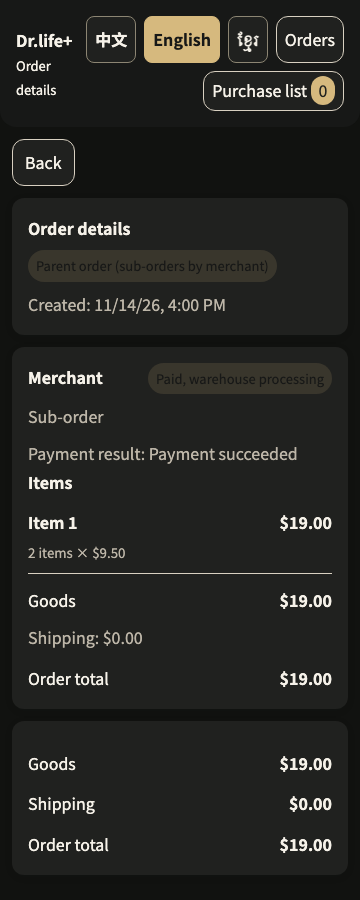 Dr.life+
Order
details
中文
English
ខ្មែរ
Orders
Purchase list 0
Back
Order details
Parent order (sub-orders by merchant)
Created: 11/14/26, 4:00 PM
Merchant
Paid, warehouse processing
Sub-order
Payment result: Payment succeeded
Items
Item 1 $19.00
2 items × $9.50
Goods $19.00
Shipping: $0.00
Order total $19.00
Goods $19.00
Shipping $0.00
Order total $19.00